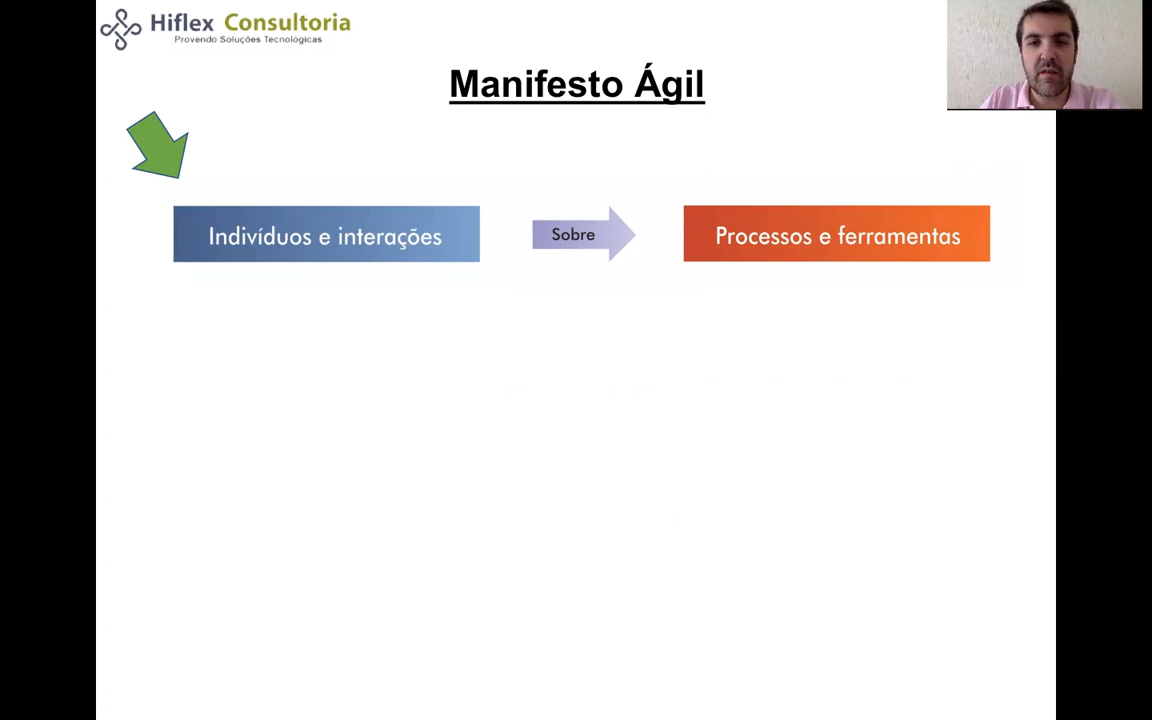 Hiflex Consultoria
Provendo Soluções Tecnológicas
Manifesto Ágil
Indivíduos e interações
Sobre
Processos e ferramentas